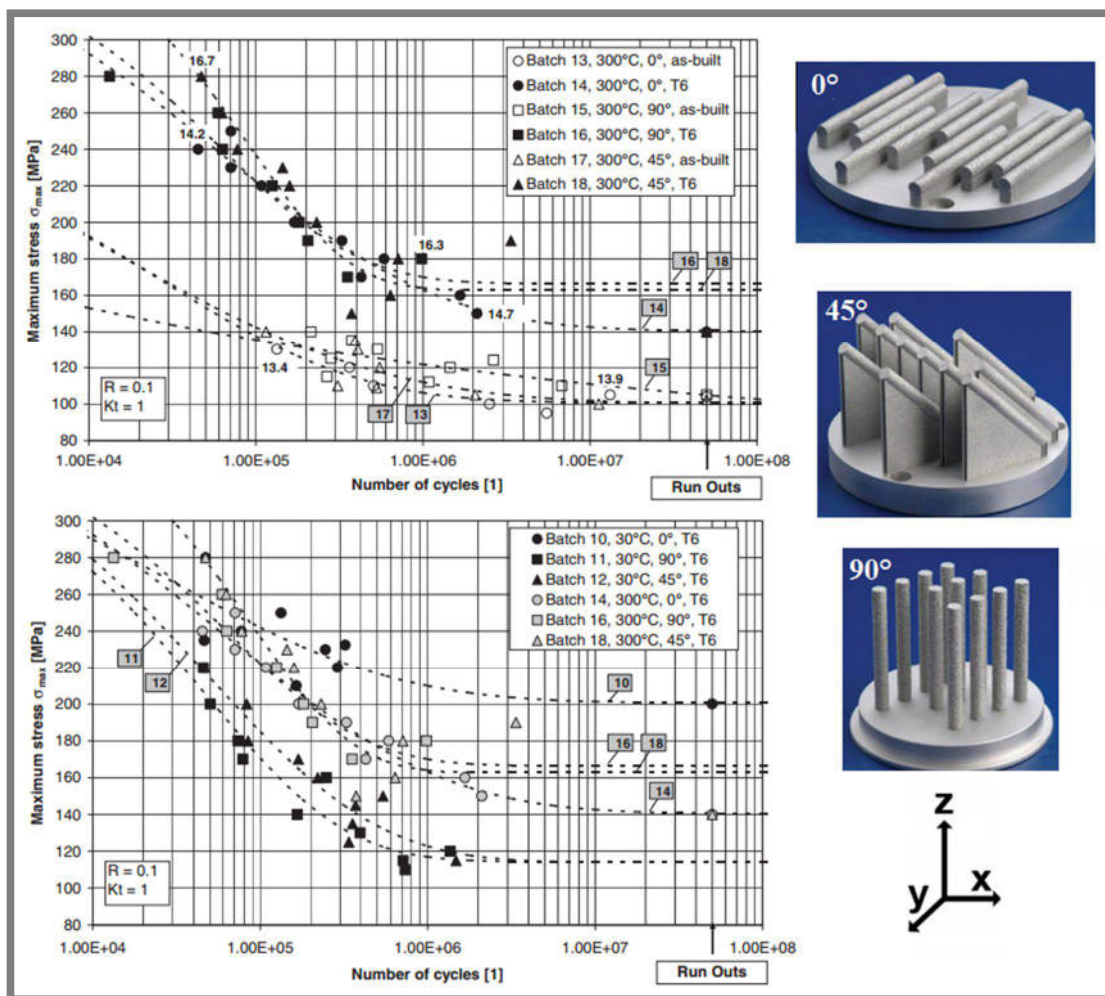 300
280
260
240
220
200
180
160
140
120
100
80
Maximum stress σmax [MPa]
16.7
14.2
16.3
14.7
13.4
13.9
Batch 13, 300°C, 0°, as-built
Batch 14, 300°C, 0°, T6
Batch 15, 300°C, 90°, as-built
Batch 16, 300°C, 90°, T6
Batch 17, 300°C, 45°, as-built
Batch 18, 300°C, 45°, T6
16
18
14
15
17
13
R = 0.1
Kt = 1
1.00E+04
1.00E+05
1.00E+06
1.00E+07
1.00E+08
Number of cycles [1]
Run Outs
300
280
260
240
220
200
180
160
140
120
100
80
Maximum stress σmax [MPa]
Batch 10, 30°C, 0°, T6
Batch 11, 30°C, 90°, T6
Batch 12, 30°C, 45°, T6
Batch 14, 300°C, 0°, T6
Batch 16, 300°C, 90°, T6
Batch 18, 300°C, 45°, T6
11
12
10
16
18
14
R = 0.1
Kt = 1
1.00E+04
1.00E+05
1.00E+06
1.00E+07
1.00E+08
Number of cycles [1]
Run Outs
0°
45°
90°
z
y
x